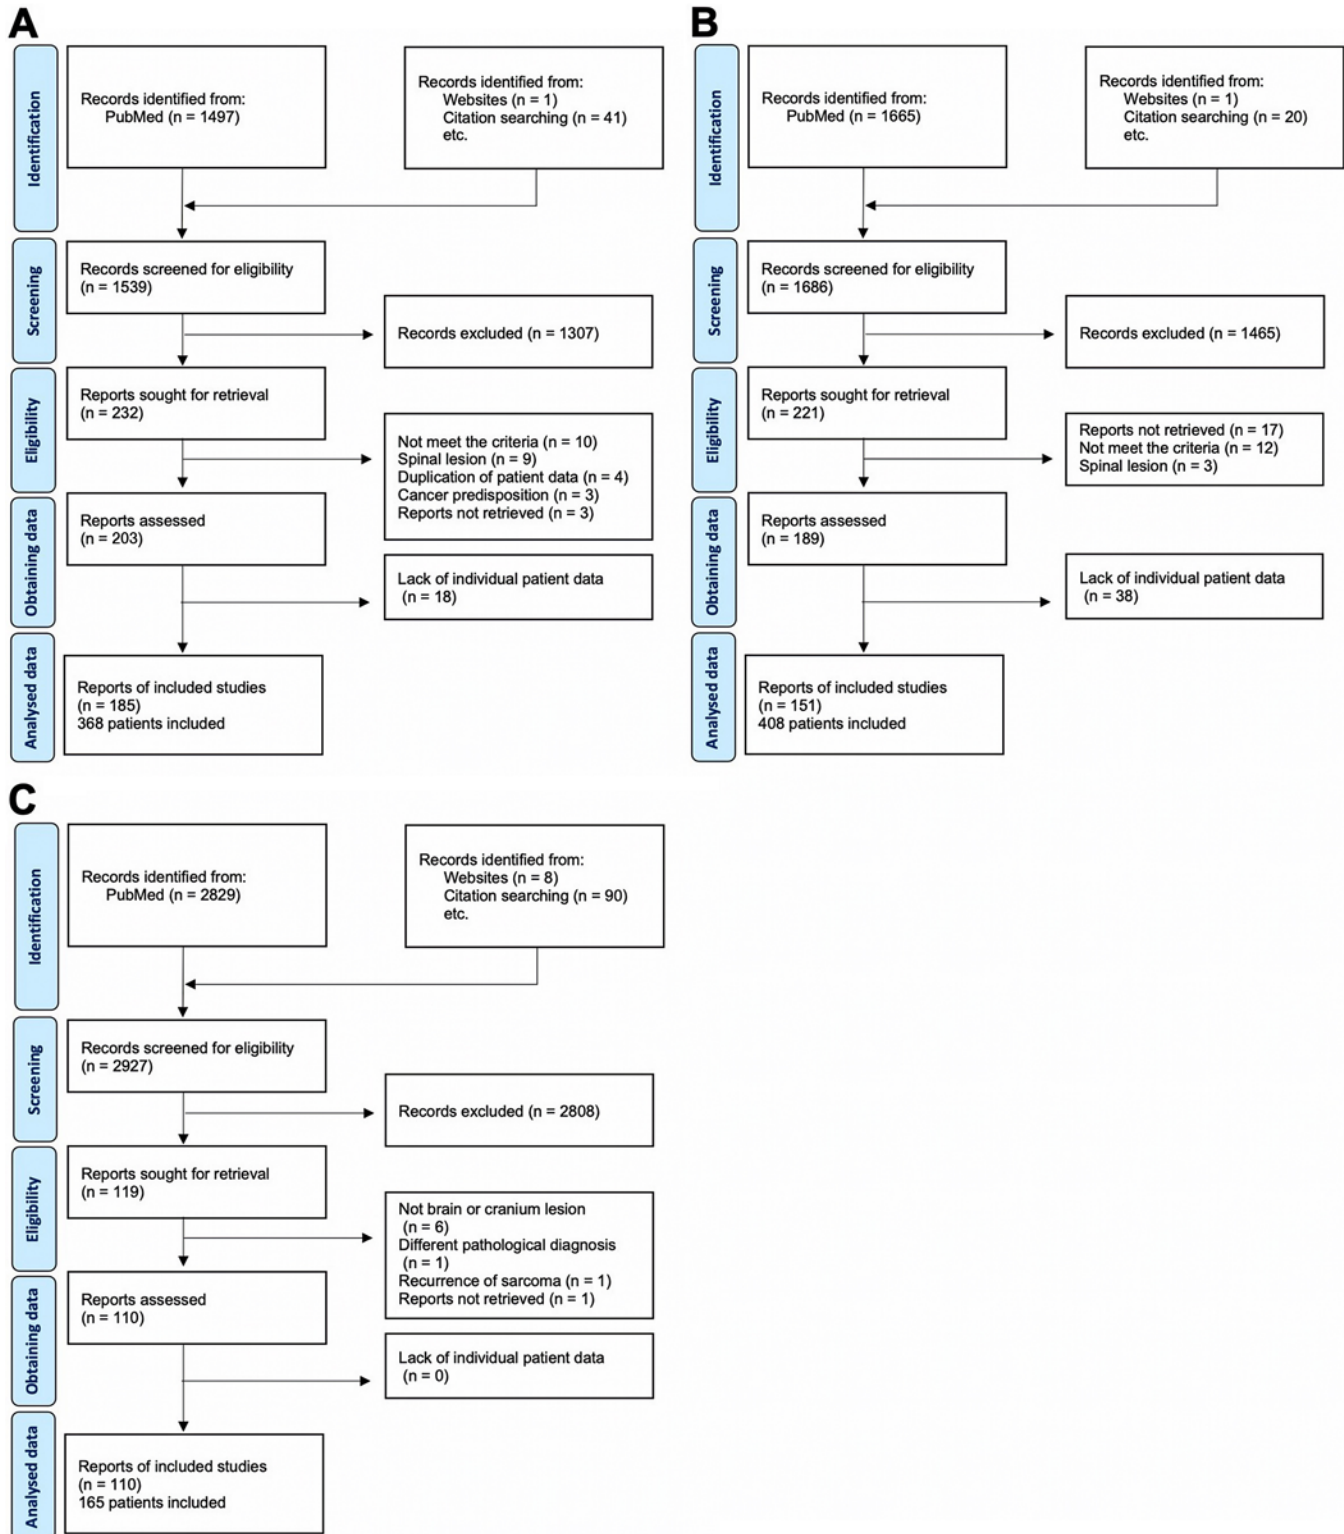 A
Identification
Records identified from:
PubMed (n = 1497)
Records identified from:
Websites (n = 1)
Citation searching (n = 41)
etc.
Screening
Records screened for eligibility
(n = 1539)
Records excluded (n = 1307)
Eligibility
Reports sought for retrieval
(n = 232)
Not meet the criteria (n = 10)
Spinal lesion (n = 9)
Duplication of patient data (n = 4)
Cancer predisposition (n = 3)
Reports not retrieved (n = 3)
Obtaining data
Reports assessed
(n = 203)
Lack of individual patient data
(n = 18)
Analysed data
Reports of included studies
(n = 185)
368 patients included
B
Identification
Records identified from:
PubMed (n = 1665)
Records identified from:
Websites (n = 1)
Citation searching (n = 20)
etc.
Screening
Records screened for eligibility
(n = 1686)
Records excluded (n = 1465)
Eligibility
Reports sought for retrieval
(n = 221)
Reports not retrieved (n = 17)
Not meet the criteria (n = 12)
Spinal lesion (n = 3)
Obtaining data
Reports assessed
(n = 189)
Lack of individual patient data
(n = 38)
Analysed data
Reports of included studies
(n = 151)
408 patients included
C
Identification
Records identified from:
PubMed (n = 2829)
Records identified from:
Websites (n = 8)
Citation searching (n = 90)
etc.
Screening
Records screened for eligibility
(n = 2927)
Records excluded (n = 2808)
Eligibility
Reports sought for retrieval
(n = 119)
Not brain or cranium lesion
(n = 6)
Different pathological diagnosis
(n = 1)
Recurrence of sarcoma (n = 1)
Reports not retrieved (n = 1)
Obtaining data
Reports assessed
(n = 110)
Lack of individual patient data
(n = 0)
Analysed data
Reports of included studies
(n = 110)
165 patients included